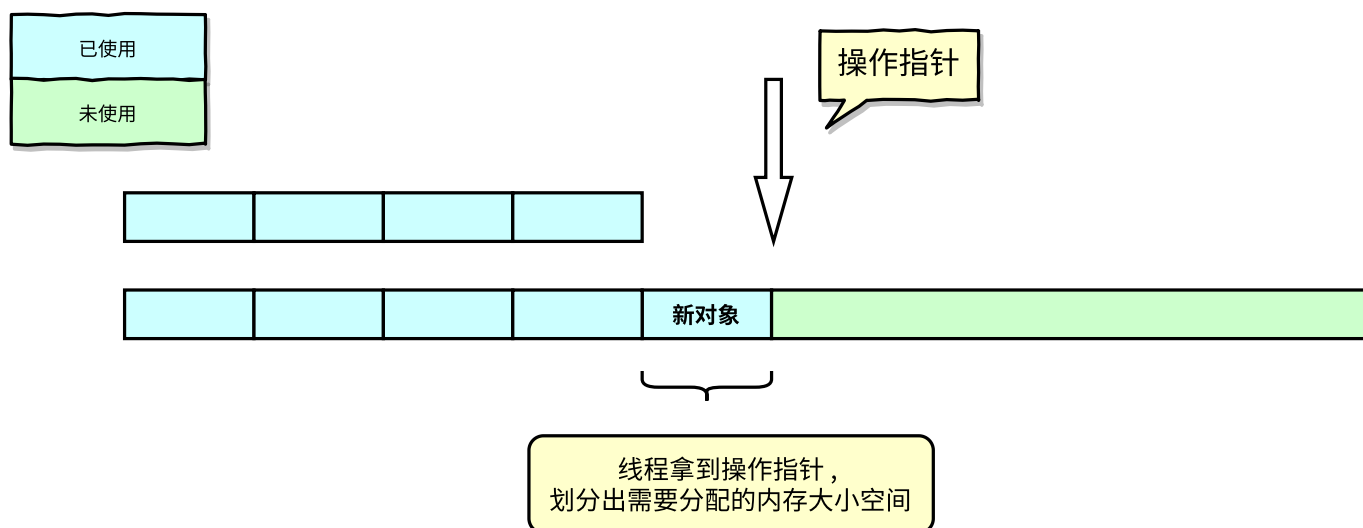 已使用
未使用
操作指针
新对象
线程拿到操作指针，
划分出需要分配的内存大小空间